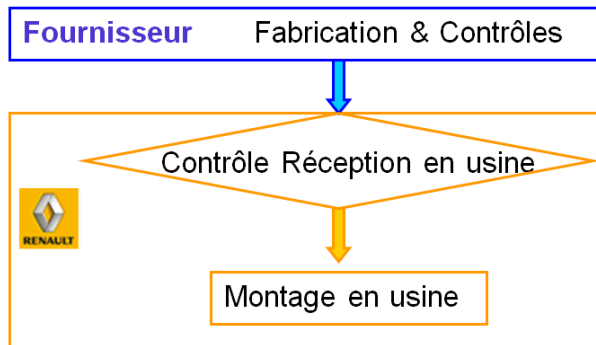 Fournisseur Fabrication & Contrôles
Contrôle Réception en usine
RENAULT
Montage en usine